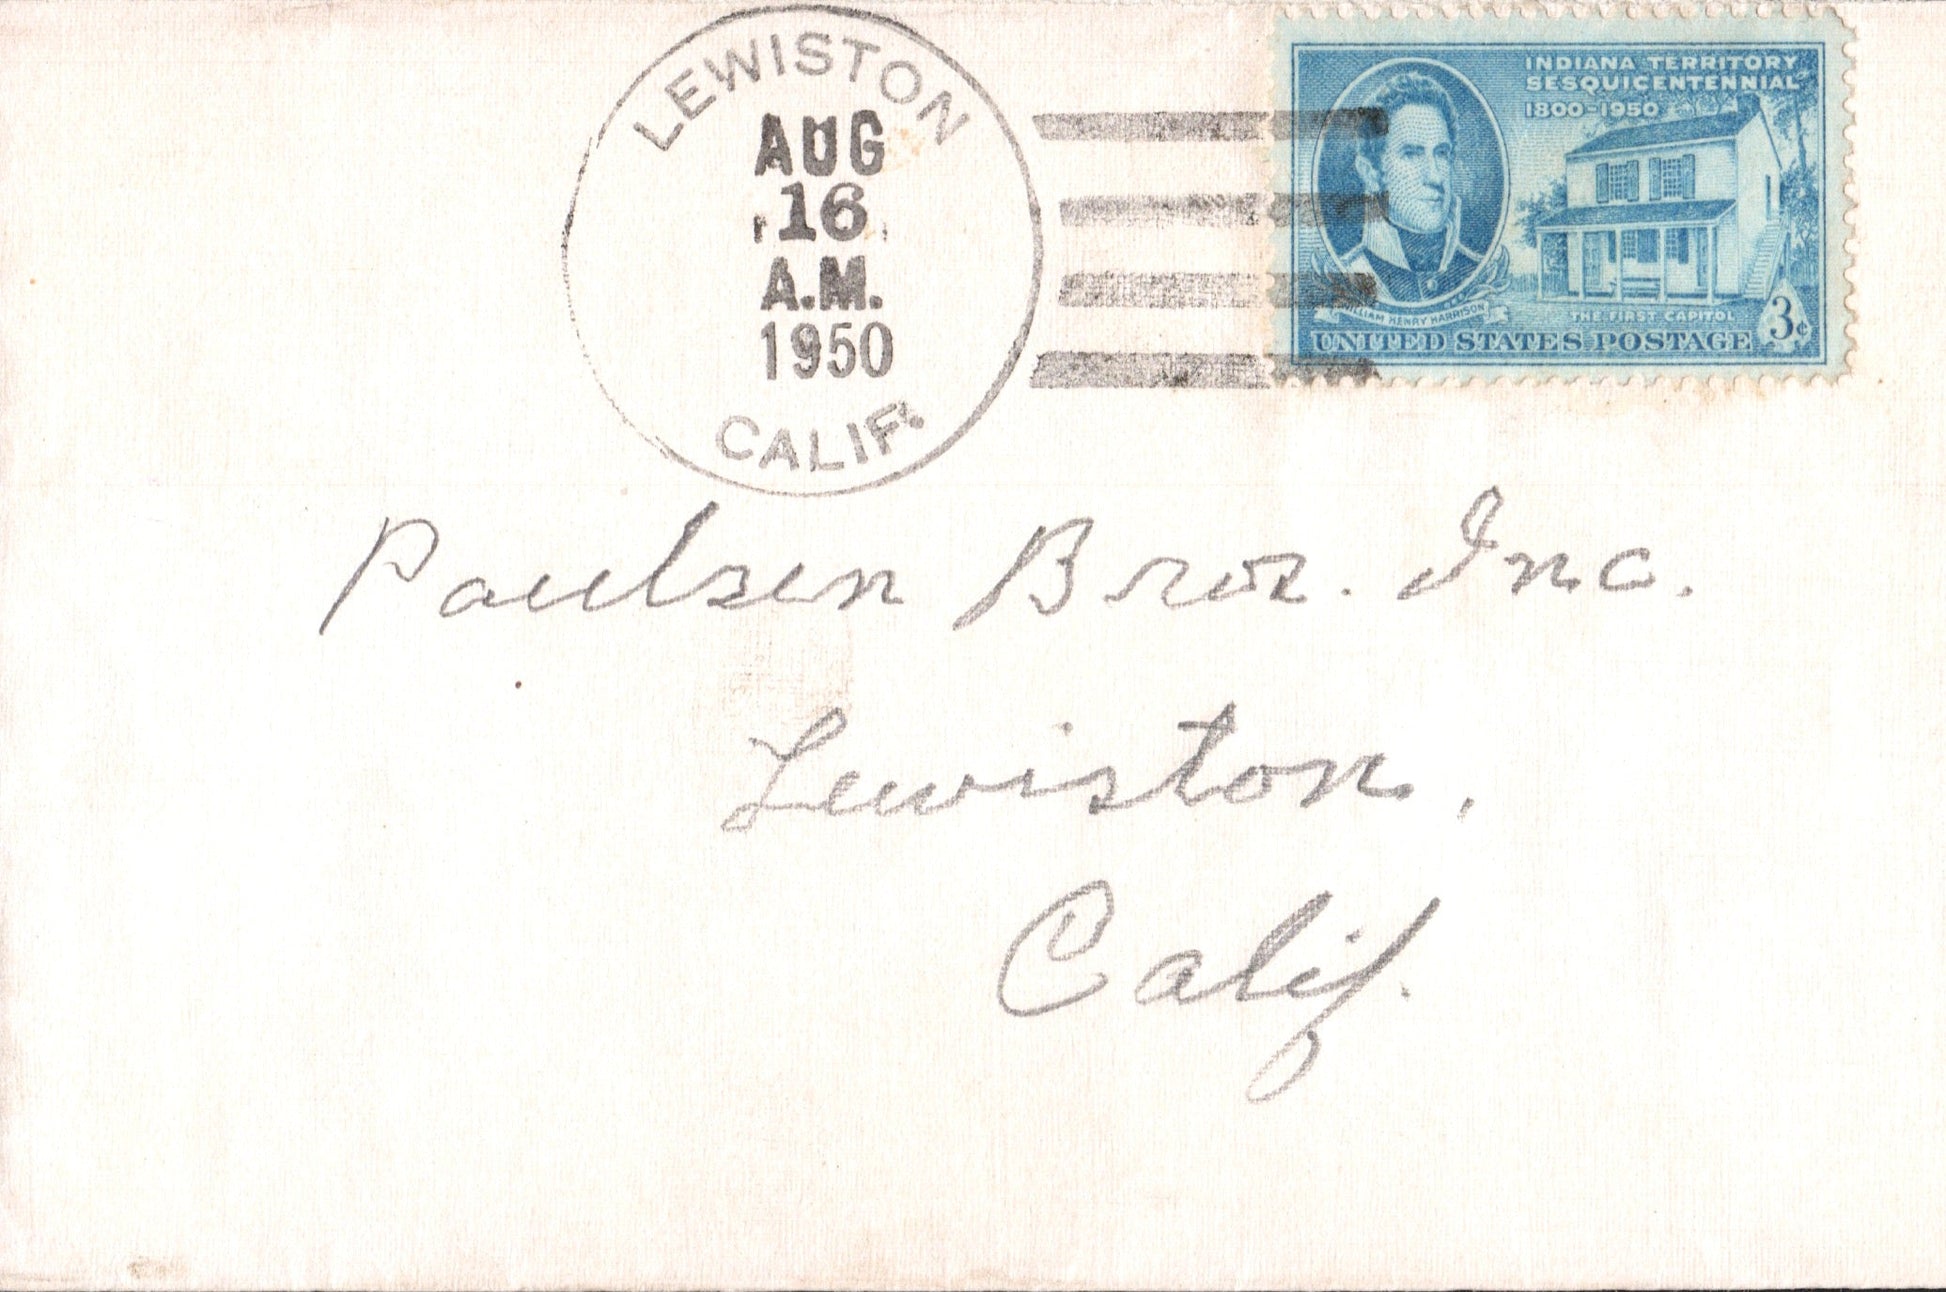 LEWISTON
AUG
16
A.M.
1950
CALIF.
INDIANA TERRITORY
SESQUICENTENNIAL
1800-1950
WILLIAM HENRY HARRISON
THE FIRST CAPITOL
UNITED STATES POSTAGE 3¢
Paulsen Bros. Inc.
Lewiston,
Calif.